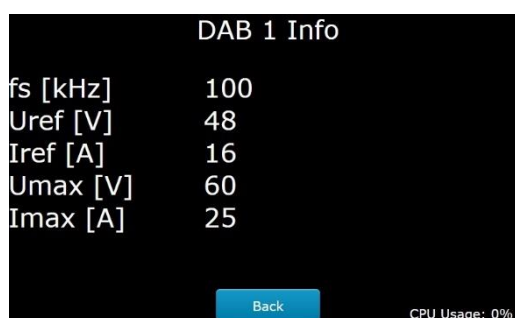 DAB 1 Info
fs [kHz] 100
Uref [V] 48
Iref [A] 16
Umax [V] 60
Imax [A] 25
Back
CPU Usage: 0%